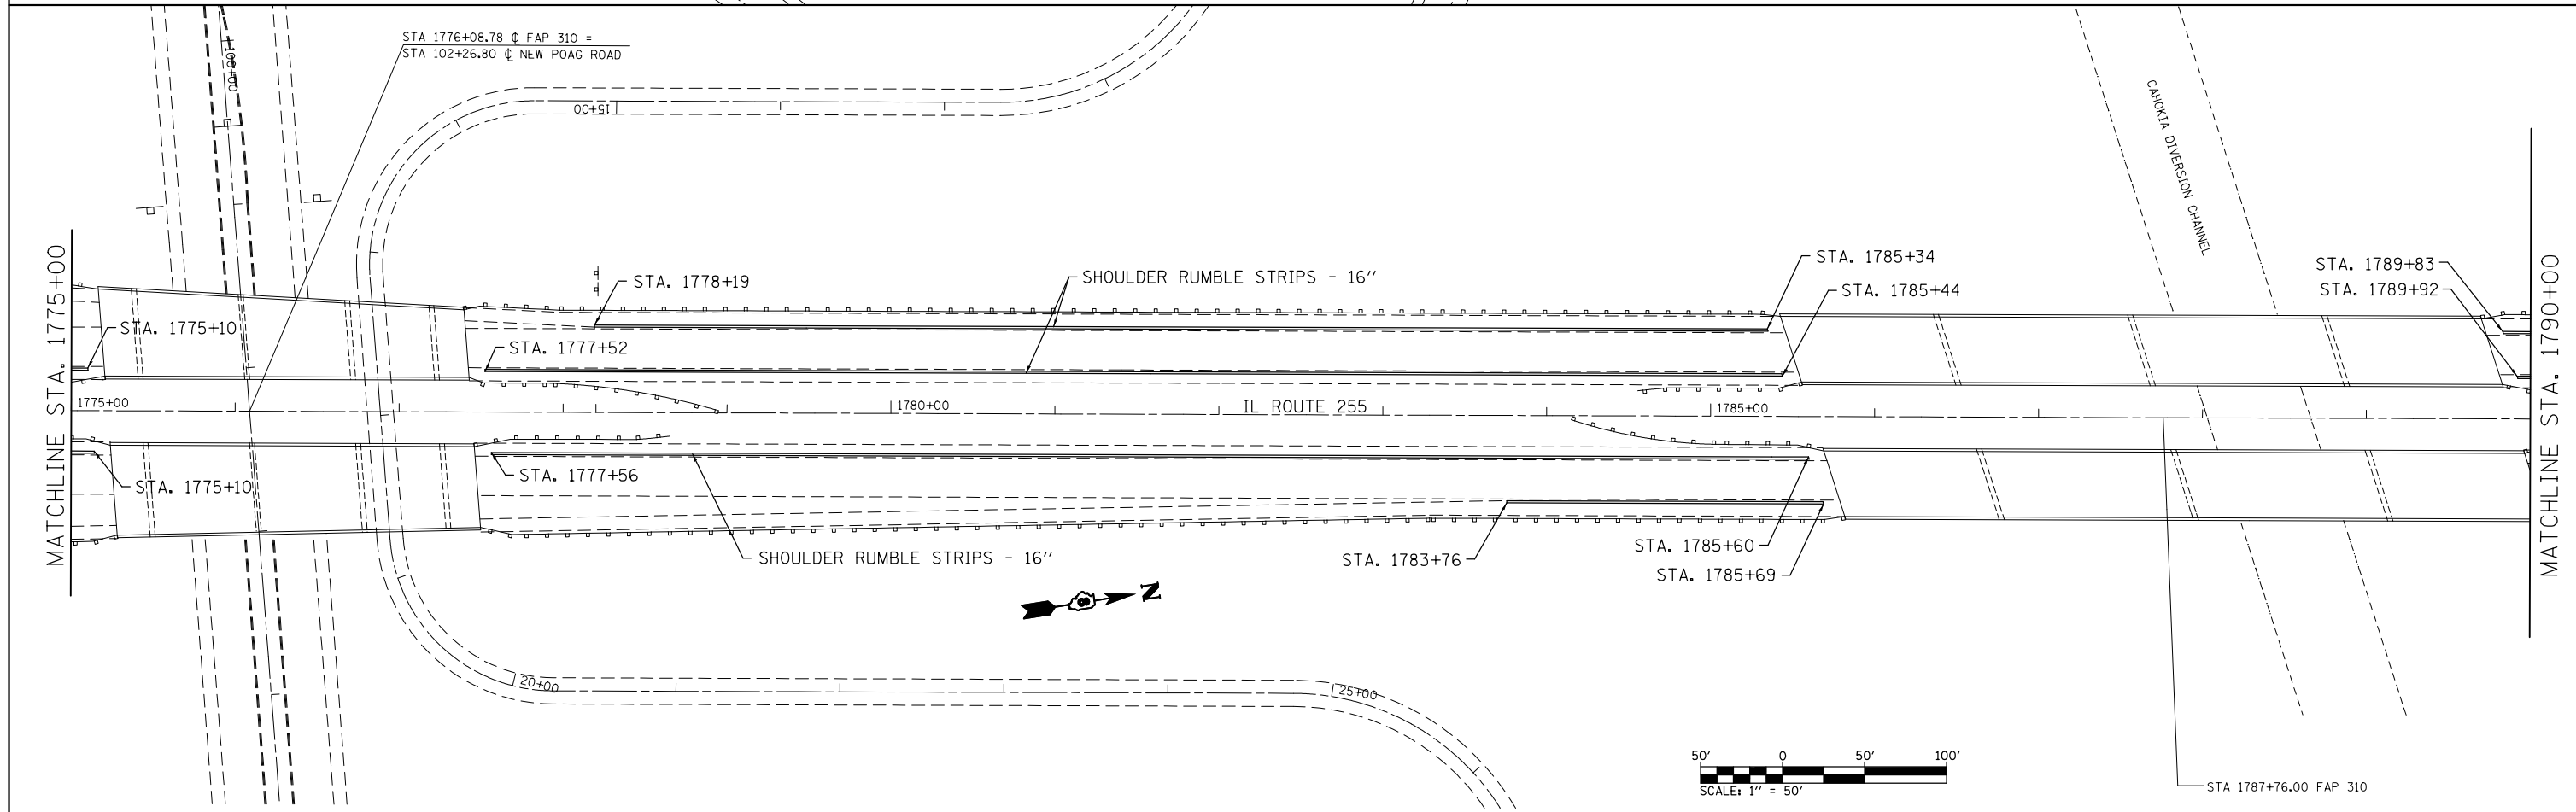 STA 1776+08.78 ℄ FAP 310 =
STA 102+26.80 ℄ NEW POAG ROAD
100+00
15+00
CAHOKIA DIVERSION CHANNEL
MATCHLINE STA. 1775+00
STA. 1775+10
STA. 1778+19
SHOULDER RUMBLE STRIPS - 16"
STA. 1785+34
STA. 1785+44
STA. 1789+83
STA. 1789+92
STA. 1777+52
1775+00
1780+00
IL ROUTE 255
1785+00
MATCHLINE STA. 1790+00
STA. 1775+10
STA. 1777+56
SHOULDER RUMBLE STRIPS - 16"
STA. 1783+76
STA. 1785+60
STA. 1785+69
N
20+00
25+00
50' 0 50' 100'
SCALE: 1" = 50'
STA 1787+76.00 FAP 310